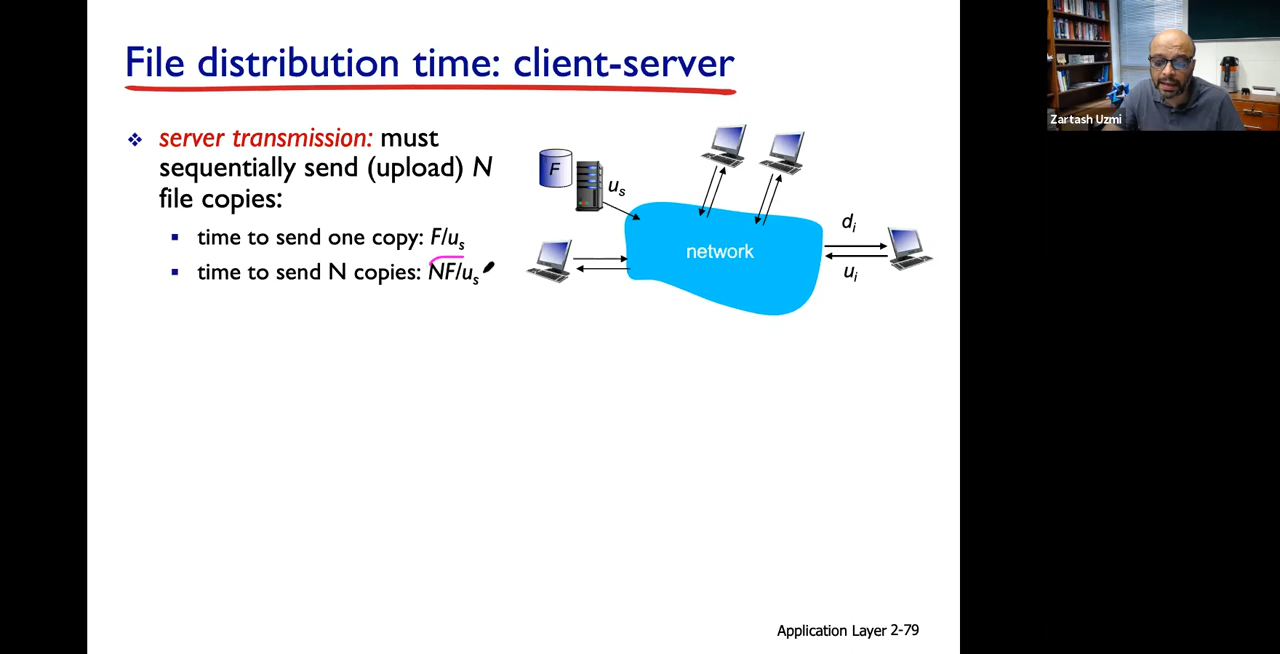 File distribution time: client-server
❖ server transmission: must
sequentially send (upload) N
file copies:
▪ time to send one copy: F/us
▪ time to send N copies: NF/us
F
us
network
di
ui
Zartash Uzmi
Application Layer 2-79